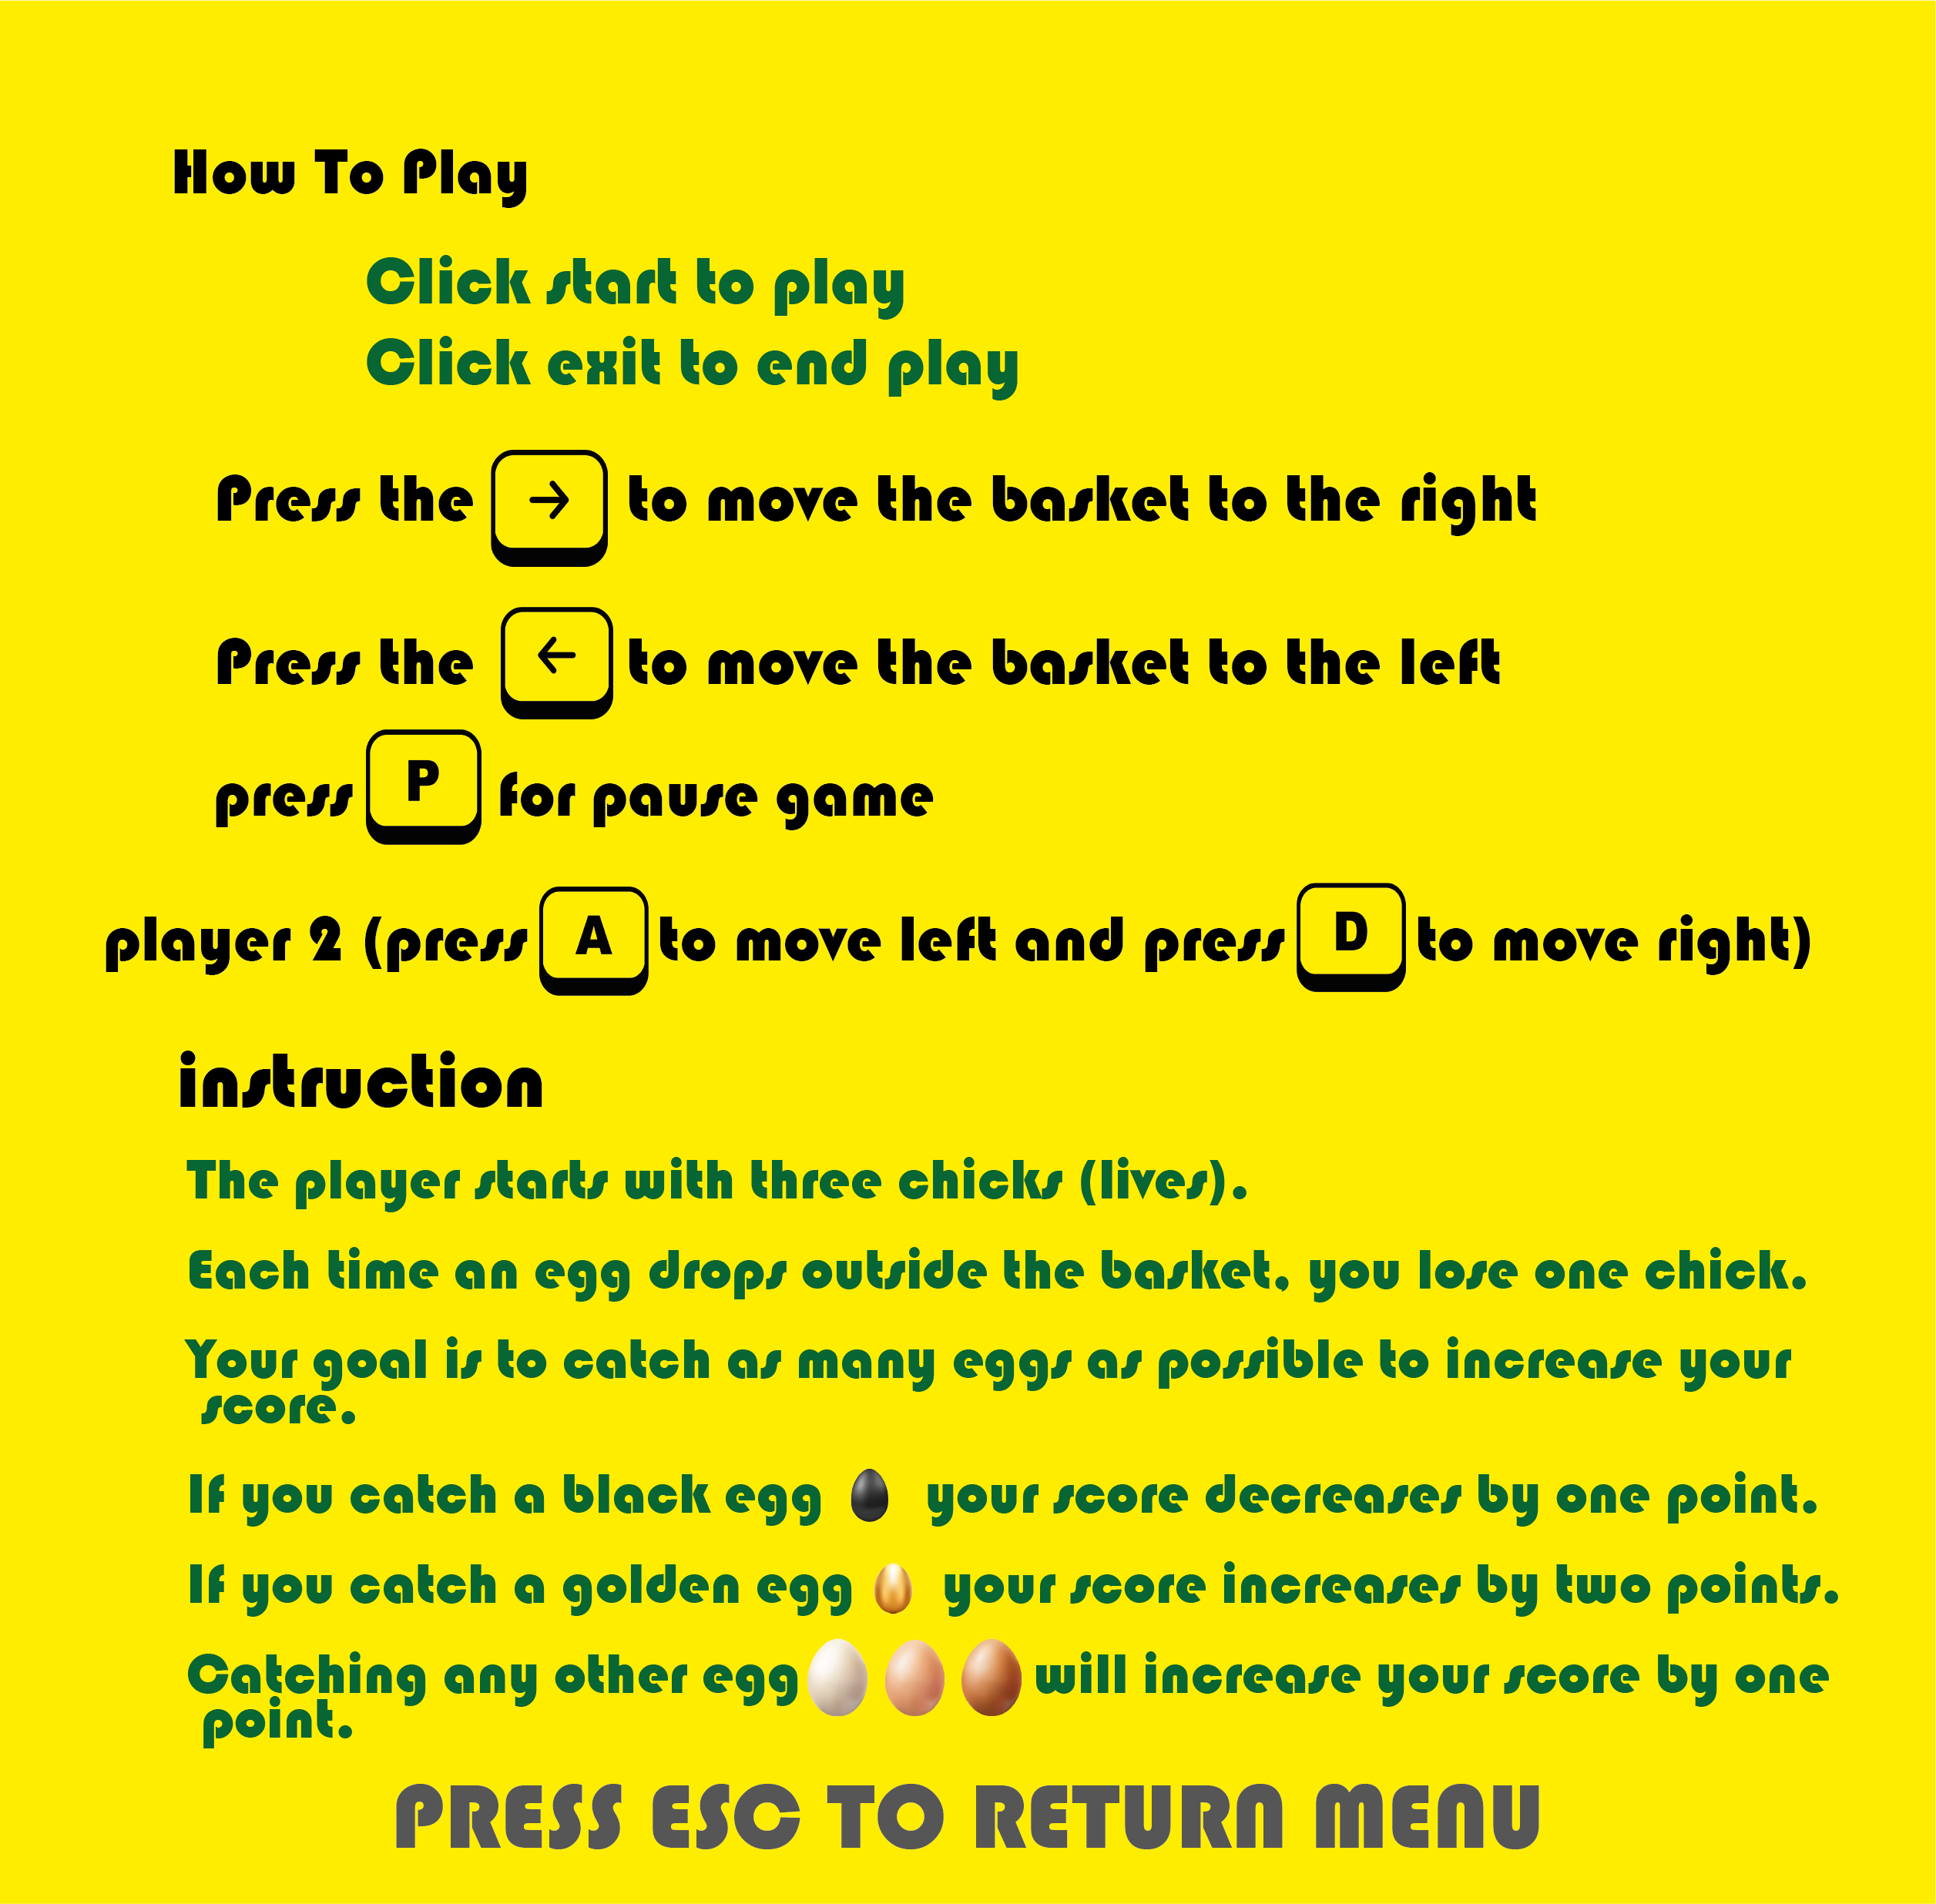 How To Play
Click start to play
Click exit to end play
Press the → to move the basket to the right
Press the ← to move the basket to the left
press P for pause game
player 2 (press A to move left and press D to move right)
instruction
The player starts with three chicks (lives).
Each time an egg drops outside the basket, you lose one chick.
Your goal is to catch as many eggs as possible to increase your
score.
If you catch a black egg your score decreases by one point.
If you catch a golden egg your score increases by two points.
Catching any other egg will increase your score by one
point.
PRESS ESC TO RETURN MENU